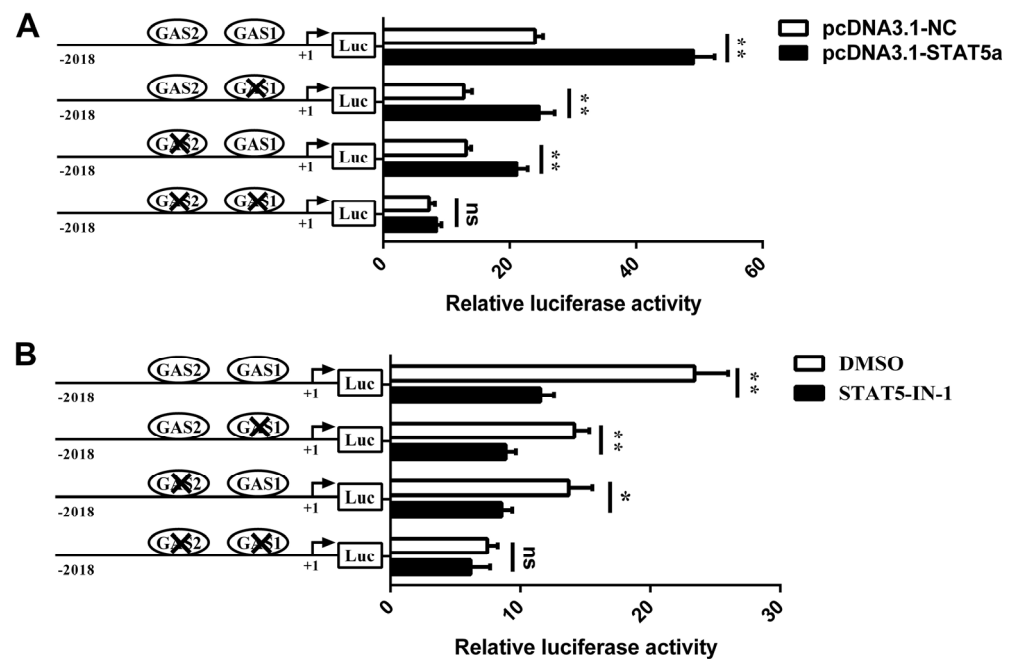 A
GAS2 GAS1
-2018 +1 Luc
**
pcDNA3.1-NC
pcDNA3.1-STAT5a
GAS2 GAS1
-2018 +1 Luc
**
GAS2 GAS1
-2018 +1 Luc
**
GAS2 GAS1
-2018 +1 Luc
ns
0 20 40 60
Relative luciferase activity
B
GAS2 GAS1
-2018 +1 Luc
**
DMSO
STAT5-IN-1
GAS2 GAS1
-2018 +1 Luc
**
GAS2 GAS1
-2018 +1 Luc
*
GAS2 GAS1
-2018 +1 Luc
ns
0 10 20 30
Relative luciferase activity